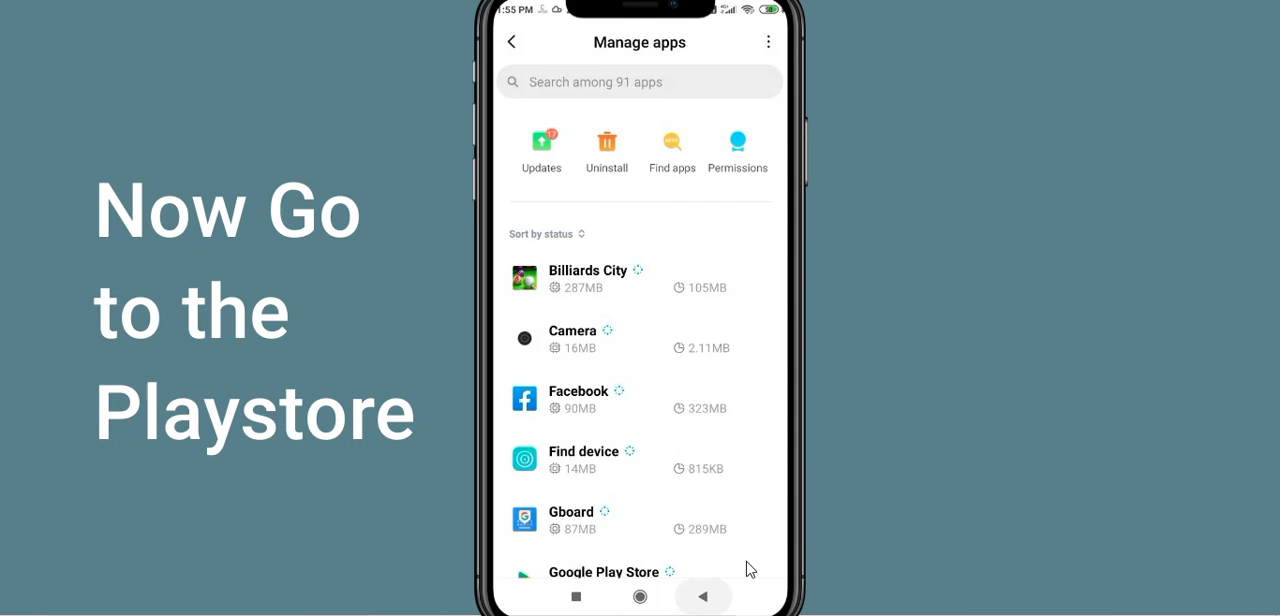 Now Go
to the
Playstore
:55 PM
Manage apps
Search among 91 apps
17
Updates
Uninstall
Find apps
Permissions
Sort by status
Billiards City
287MB
105MB
Camera
16MB
2.11MB
Facebook
90MB
323MB
Find device
14MB
815KB
Gboard
87MB
289MB
Google Play Store